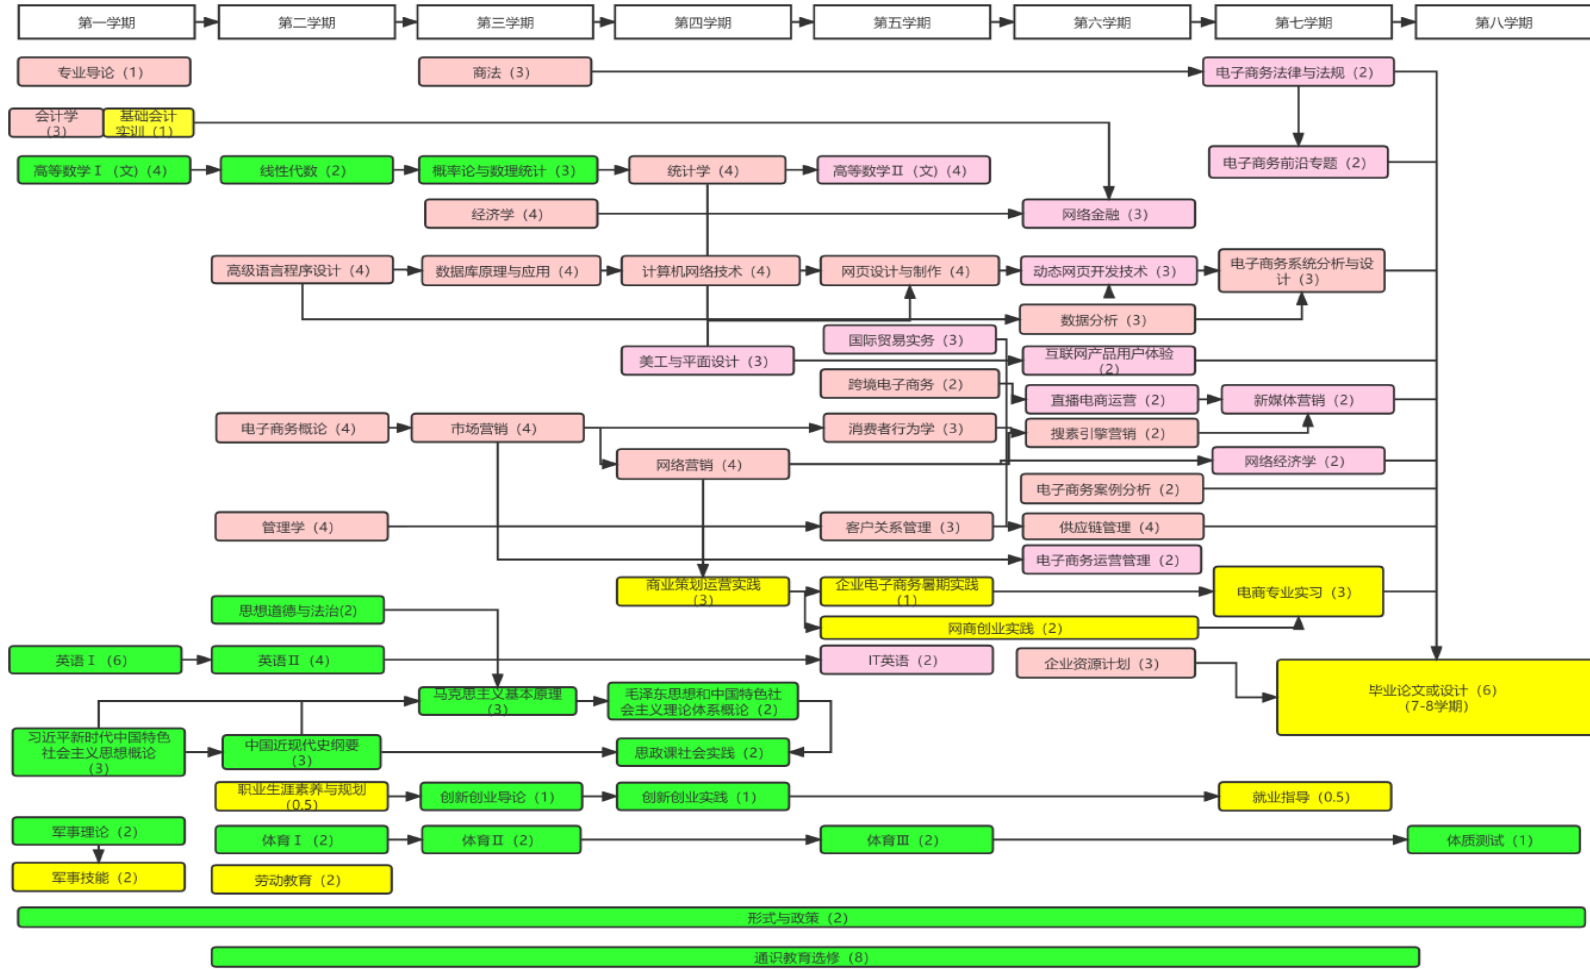 第一学期
第二学期
第三学期
第四学期
第五学期
第六学期
第七学期
第八学期
专业导论（1）
商法（3）
电子商务法律与法规（2）
会计学
（3）
基础会计
实训（1）
高等数学Ⅰ（文）（4）
线性代数（2）
概率论与数理统计（3）
统计学（4）
高等数学Ⅱ（文）（4）
电子商务前沿专题（2）
经济学（4）
网络金融（3）
高级语言程序设计（4）
数据库原理与应用（4）
计算机网络技术（4）
网页设计与制作（4）
动态网页开发技术（3）
电子商务系统分析与设
计（3）
数据分析（3）
国际贸易实务（3）
美工与平面设计（3）
互联网产品用户体验
（2）
跨境电子商务（2）
直播电商运营（2）
新媒体营销（2）
电子商务概论（4）
市场营销（4）
消费者行为学（3）
搜素引擎营销（2）
网络营销（4）
网络经济学（2）
电子商务案例分析（2）
管理学（4）
客户关系管理（3）
供应链管理（4）
电子商务运营管理（2）
商业策划运营实践
（3）
企业电子商务暑期实践
（1）
电商专业实习（3）
思想道德与法治(2)
网商创业实践（2）
英语Ⅰ（6）
英语Ⅱ（4）
IT英语（2）
企业资源计划（3）
毕业论文或设计（6）
（7-8学期）
马克思主义基本原理
（3）
毛泽东思想和中国特色社
会主义理论体系概论（2）
习近平新时代中国特色
社会主义思想概论
（3）
中国近现代史纲要
（3）
思政课社会实践（2）
职业生涯素养与规划
（0.5）
创新创业导论（1）
创新创业实践（1）
就业指导（0.5）
军事理论（2）
体育Ⅰ（2）
体育Ⅱ（2）
体育Ⅲ（2）
体质测试（1）
军事技能（2）
劳动教育（2）
形式与政策（2）
通识教育选修（8）